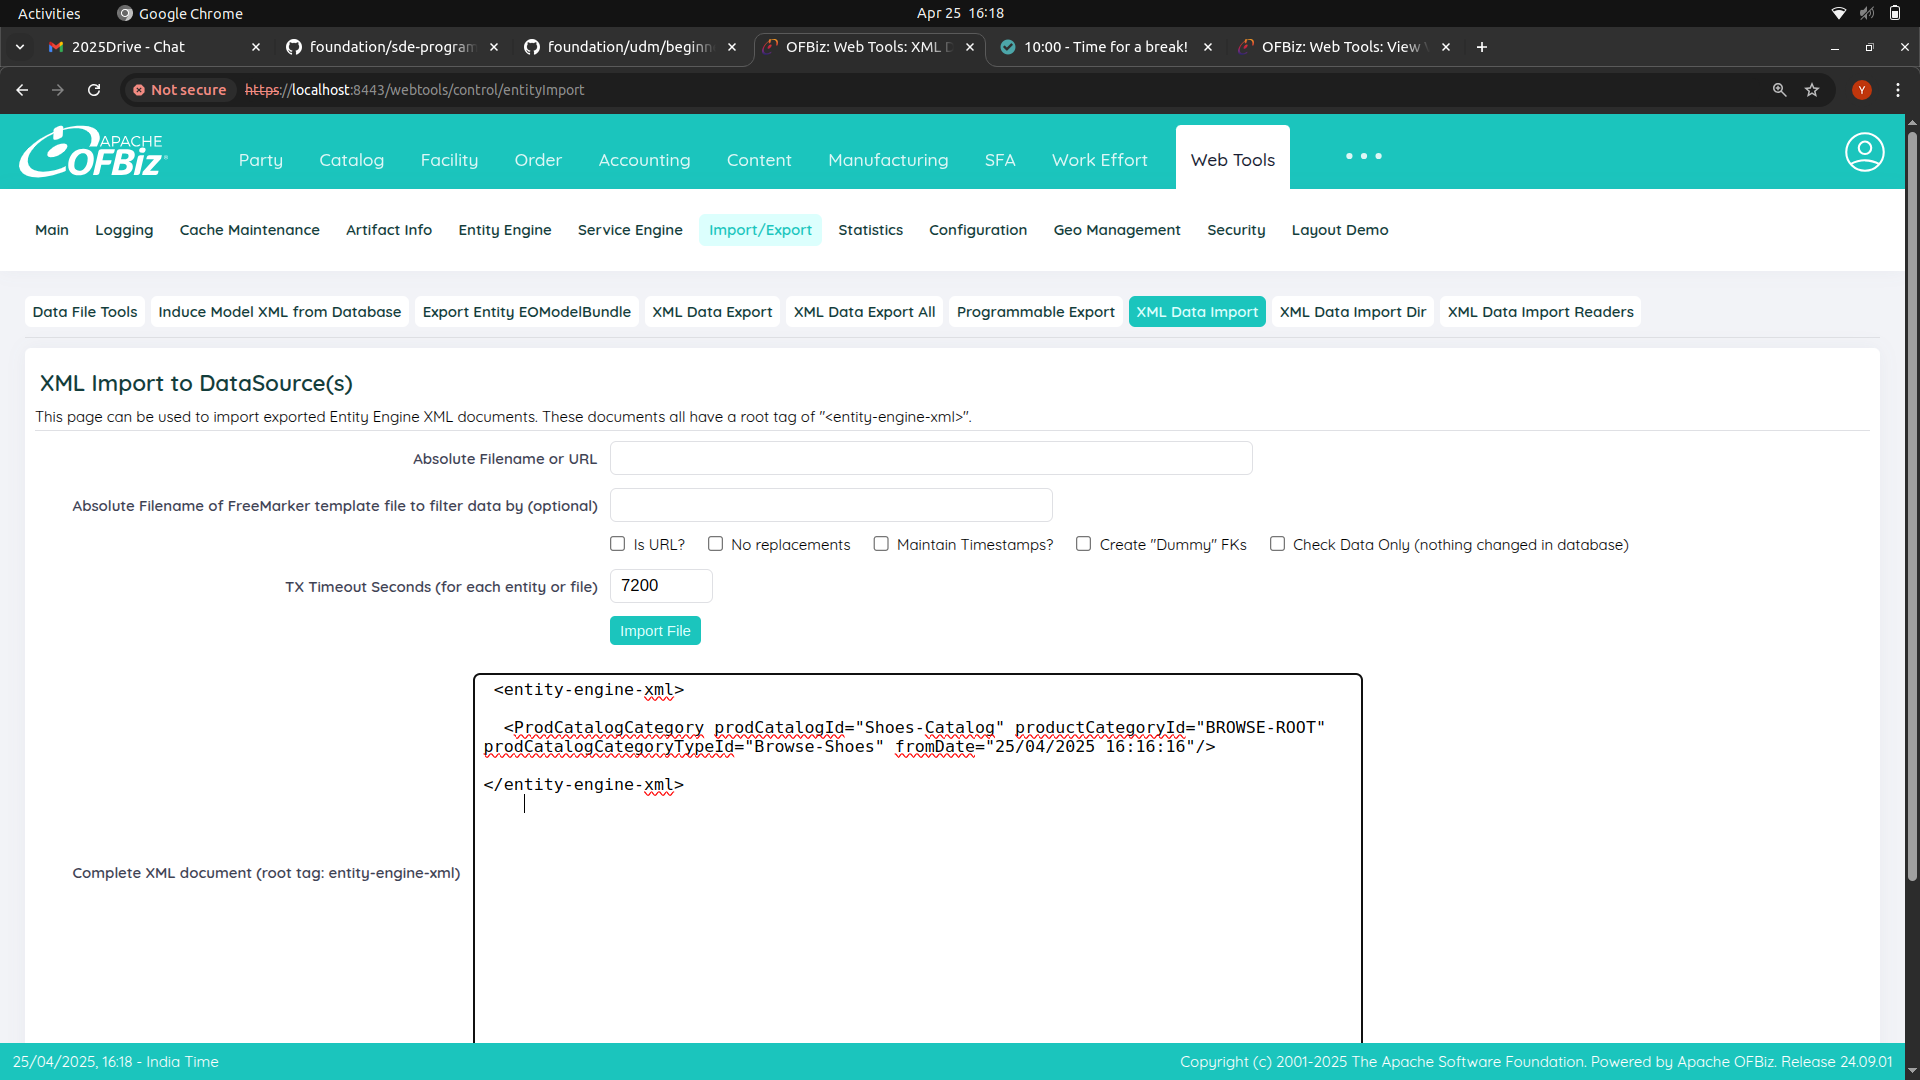 Activities Google Chrome Apr 25 16:18
2025Drive - Chat foundation/sde-program foundation/udm/beginn OFBiz: Web Tools: XML D 10:00 - Time for a break! OFBiz: Web Tools: View
Not secure https://localhost:8443/webtools/control/entityImport Y
APACHE OFBiz Party Catalog Facility Order Accounting Content Manufacturing SFA Work Effort Web Tools
Main Logging Cache Maintenance Artifact Info Entity Engine Service Engine Import/Export Statistics Configuration Geo Management Security Layout Demo
Data File Tools Induce Model XML from Database Export Entity EOModelBundle XML Data Export XML Data Export All Programmable Export XML Data Import XML Data Import Dir XML Data Import Readers
XML Import to DataSource(s)
This page can be used to import exported Entity Engine XML documents. These documents all have a root tag of "<entity-engine-xml>".
Absolute Filename or URL
Absolute Filename of FreeMarker template file to filter data by (optional)
Is URL? No replacements Maintain Timestamps? Create "Dummy" FKs Check Data Only (nothing changed in database)
TX Timeout Seconds (for each entity or file) 7200
Import File
<entity-engine-xml>
<ProdCatalogCategory prodCatalogId="Shoes-Catalog" productCategoryId="BROWSE-ROOT"
prodCatalogCategoryTypeId="Browse-Shoes" fromDate="25/04/2025 16:16:16"/>
</entity-engine-xml>
Complete XML document (root tag: entity-engine-xml)
25/04/2025, 16:18 - India Time Copyright (c) 2001-2025 The Apache Software Foundation. Powered by Apache OFBiz. Release 24.09.01